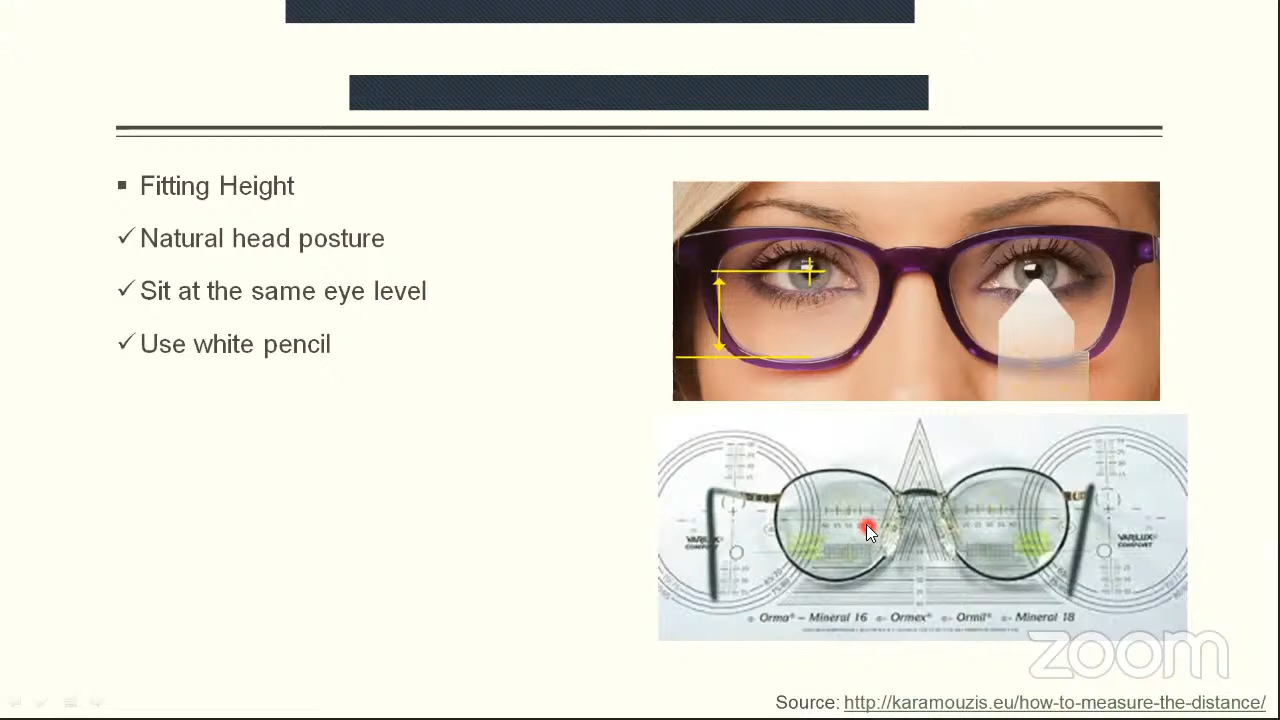 Fitting Height
Natural head posture
Sit at the same eye level
Use white pencil
VARILUX VARILUX
COMFORT COMFORT
Orma® – Mineral 16 Ormex® Ormil® Mineral 18
zoom
Source: http://karamouzis.eu/how-to-measure-the-distance/